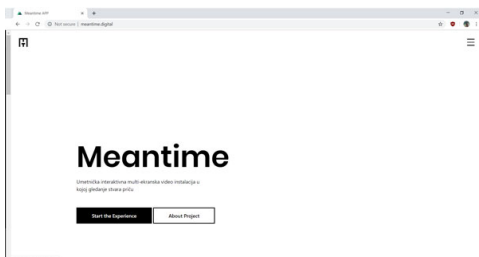 Meantime API
Not secure | meantime.digital
Meantime
Umetnička interaktivna multi-ekranska video instalacija u
kojoj gledanje stvara priču
Start the Experience
About Project